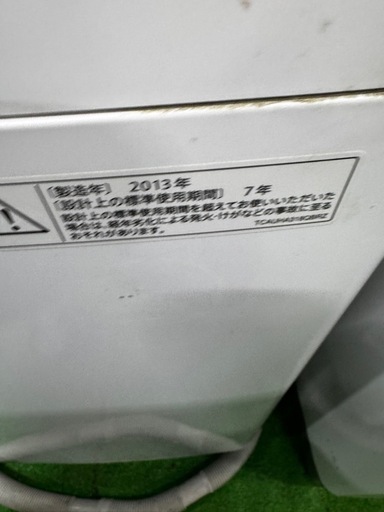 [製造年] 2013年
[設計上の標準使用期間] 7年
設計上の標準使用期間を超えてお使いいただいた
場合は、経年劣化による発火・けがなどの事故に至る
おそれがあります。